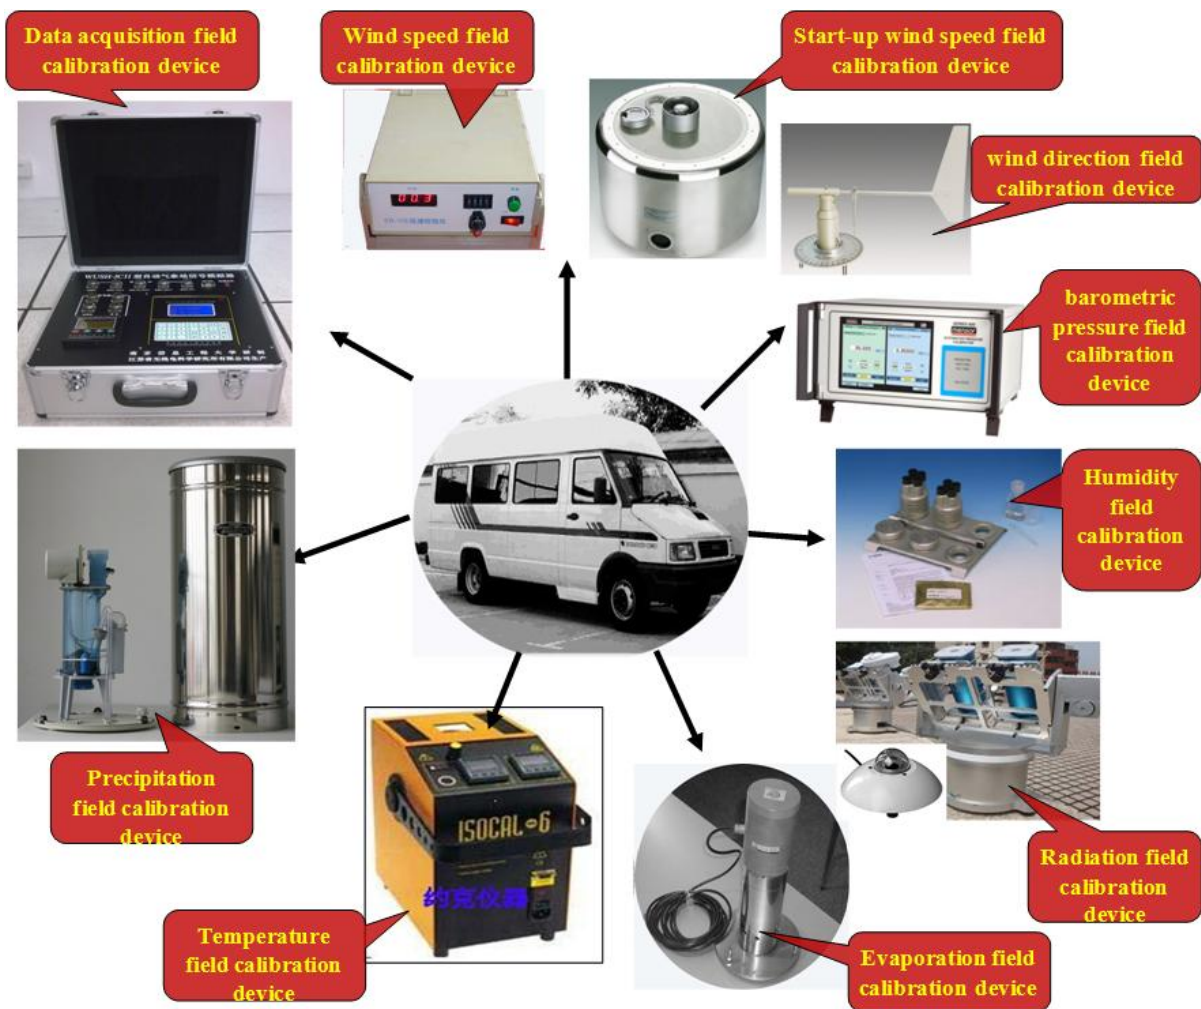 Data acquisition field
calibration device
Wind speed field
calibration device
Start-up wind speed field
calibration device
wind direction field
calibration device
barometric
pressure field
calibration
device
003
Humidity
field
calibration
device
Precipitation
field calibration
device
ISOCAL-6
约克仪器
Temperature
field calibration
device
Evaporation field
calibration device
Radiation field
calibration
device